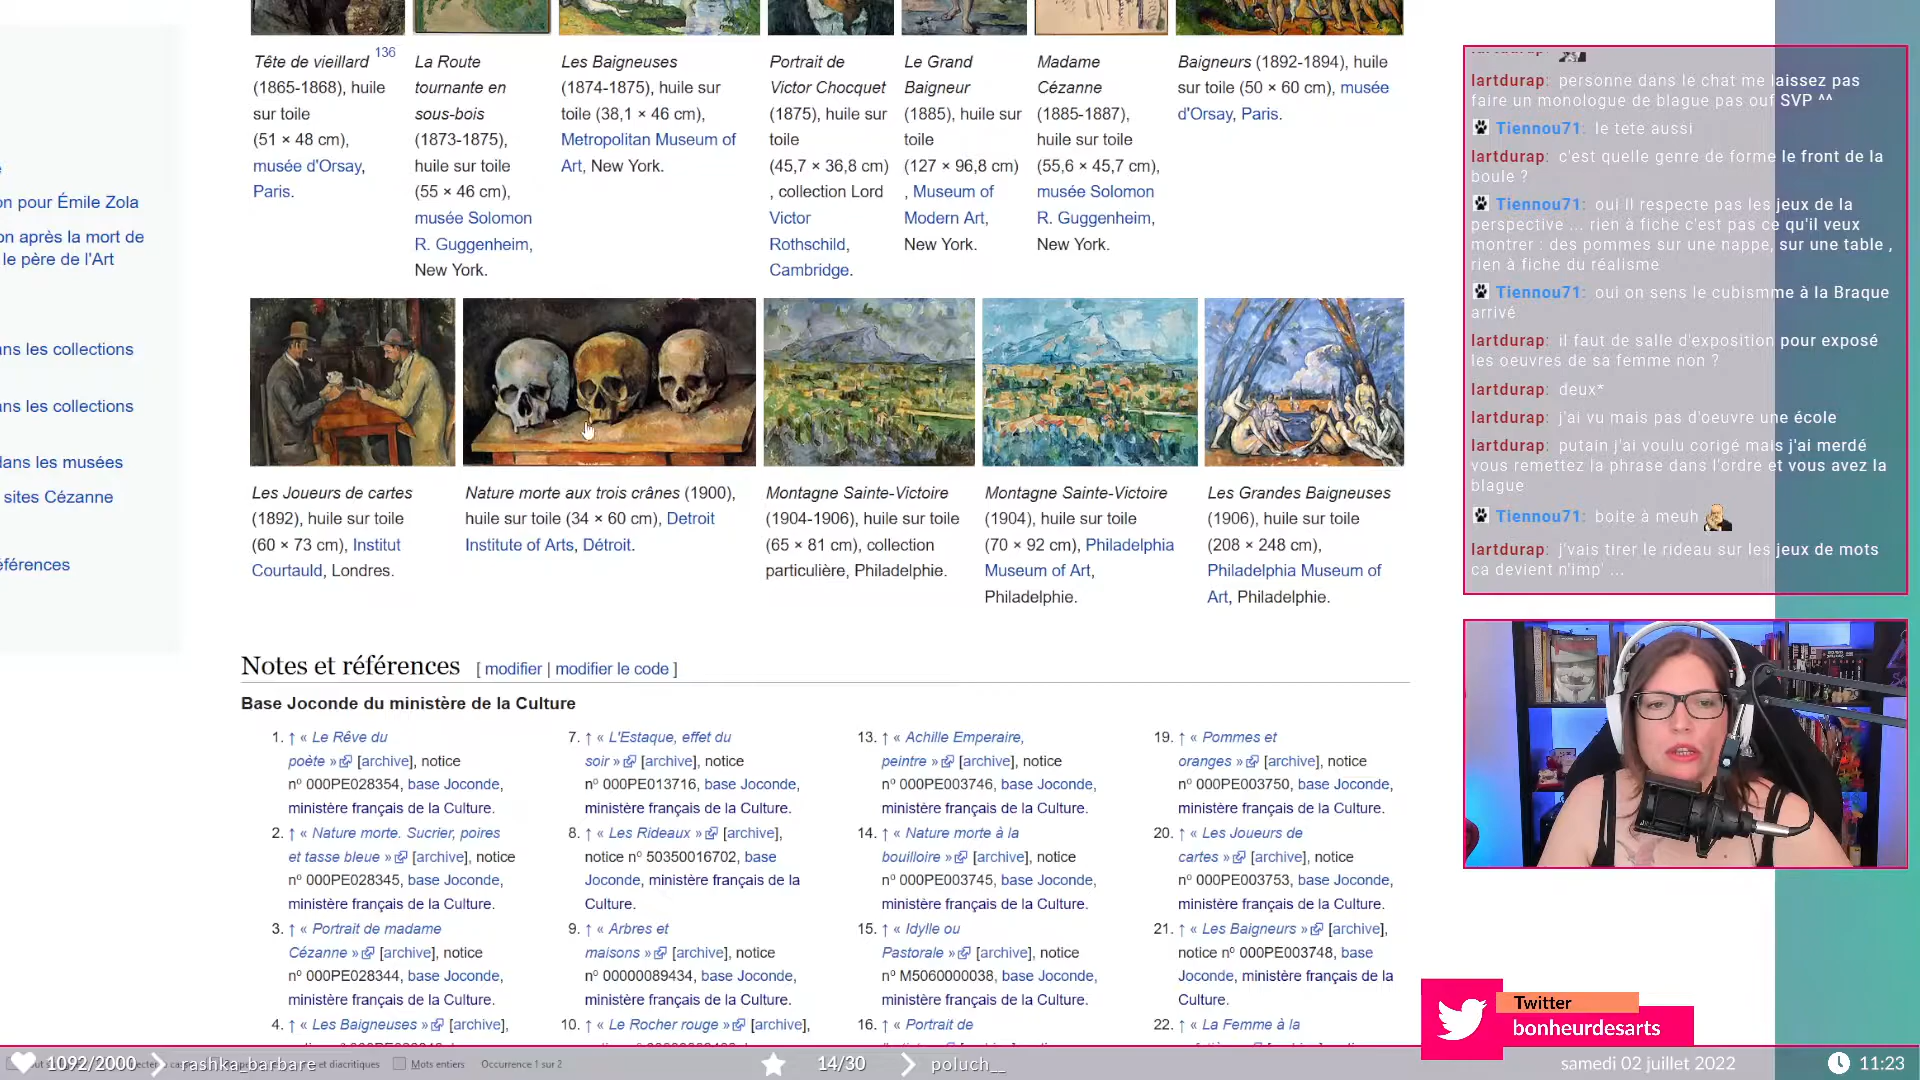 Tête de vieillard 136
(1865-1868), huile
sur toile
(51 × 48 cm),
musée d'Orsay,
Paris.
La Route
tournante en
sous-bois
(1873-1875),
huile sur toile
(55 × 46 cm),
musée Solomon
R. Guggenheim,
New York.
Les Baigneuses
(1874-1875), huile sur
toile (38,1 × 46 cm),
Metropolitan Museum of
Art, New York.
Portrait de
Victor Chocquet
(1875), huile sur
toile
(45,7 × 36,8 cm)
, collection Lord
Victor
Rothschild,
Cambridge.
Le Grand
Baigneur
(1885), huile sur
toile
(127 × 96,8 cm)
, Museum of
Modern Art,
New York.
Madame
Cézanne
(1885-1887),
huile sur toile
(55,6 × 45,7 cm),
musée Solomon
R. Guggenheim,
New York.
Baigneurs (1892-1894), huile
sur toile (50 × 60 cm), musée
d'Orsay, Paris.
on pour Émile Zola
on après la mort de
le père de l'Art
ans les collections
ans les collections
dans les musées
sites Cézanne
éférences
Les Joueurs de cartes
(1892), huile sur toile
(60 × 73 cm), Institut
Courtauld, Londres.
Nature morte aux trois crânes (1900),
huile sur toile (34 × 60 cm), Detroit
Institute of Arts, Détroit.
Montagne Sainte-Victoire
(1904-1906), huile sur toile
(65 × 81 cm), collection
particulière, Philadelphie.
Montagne Sainte-Victoire
(1904), huile sur toile
(70 × 92 cm), Philadelphia
Museum of Art,
Philadelphie.
Les Grandes Baigneuses
(1906), huile sur toile
(208 × 248 cm),
Philadelphia Museum of
Art, Philadelphie.
Notes et références [ modifier | modifier le code ]
Base Joconde du ministère de la Culture
1. ↑ « Le Rêve du
poète » [archive], notice
nº 000PE028354, base Joconde,
ministère français de la Culture.
2. ↑ « Nature morte. Sucrier, poires
et tasse bleue » [archive], notice
nº 000PE028345, base Joconde,
ministère français de la Culture.
3. ↑ « Portrait de madame
Cézanne » [archive], notice
nº 000PE028344, base Joconde,
ministère français de la Culture.
4. ↑ « Les Baigneuses » [archive],
7. ↑ « L'Estaque, effet du
soir » [archive], notice
nº 000PE013716, base Joconde,
ministère français de la Culture.
8. ↑ « Les Rideaux » [archive],
notice nº 50350016702, base
Joconde, ministère français de la
Culture.
9. ↑ « Arbres et
maisons » [archive], notice
nº 00000089434, base Joconde,
ministère français de la Culture.
10. ↑ « Le Rocher rouge » [archive],
13. ↑ « Achille Emperaire,
peintre » [archive], notice
nº 000PE003746, base Joconde,
ministère français de la Culture.
14. ↑ « Nature morte à la
bouilloire » [archive], notice
nº 000PE003745, base Joconde,
ministère français de la Culture.
15. ↑ « Idylle ou
Pastorale » [archive], notice
nº M5060000038, base Joconde,
ministère français de la Culture.
16. ↑ « Portrait de
19. ↑ « Pommes et
oranges » [archive], notice
nº 000PE003750, base Joconde,
ministère français de la Culture.
20. ↑ « Les Joueurs de
cartes » [archive], notice
nº 000PE003753, base Joconde,
ministère français de la Culture.
21. ↑ « Les Baigneurs » [archive],
notice nº 000PE003748, base
Joconde, ministère français de la
Culture.
22. ↑ « La Femme à la
lartdurap: personne dans le chat me laissez pas
faire un monologue de blague pas ouf SVP ^^
Tiennou71: le tete aussi
lartdurap: c'est quelle genre de forme le front de la
boule ?
Tiennou71: oui Il respecte pas les jeux de la
perspective ... rien à fiche c'est pas ce qu'il veux
montrer : des pommes sur une nappe, sur une table ,
rien à fiche du réalisme
Tiennou71: oui on sens le cubismme à la Braque
arrivé
lartdurap: il faut de salle d'exposition pour exposé
les oeuvres de sa femme non ?
lartdurap: deux*
lartdurap: j'ai vu mais pas d'oeuvre une école
lartdurap: putain j'ai voulu corigé mais j'ai merdé
vous remettez la phrase dans l'ordre et vous avez la
blague
Tiennou71: boite à meuh
lartdurap: j'vais tirer le rideau sur les jeux de mots
ca devient n'imp' ...
Twitter
bonheurdesarts
1092/2000 rashka_barbare et diacritiques Mots entiers Occurrence 1 sur 2 14/30 poluch__ samedi 02 juillet 2022 11:23